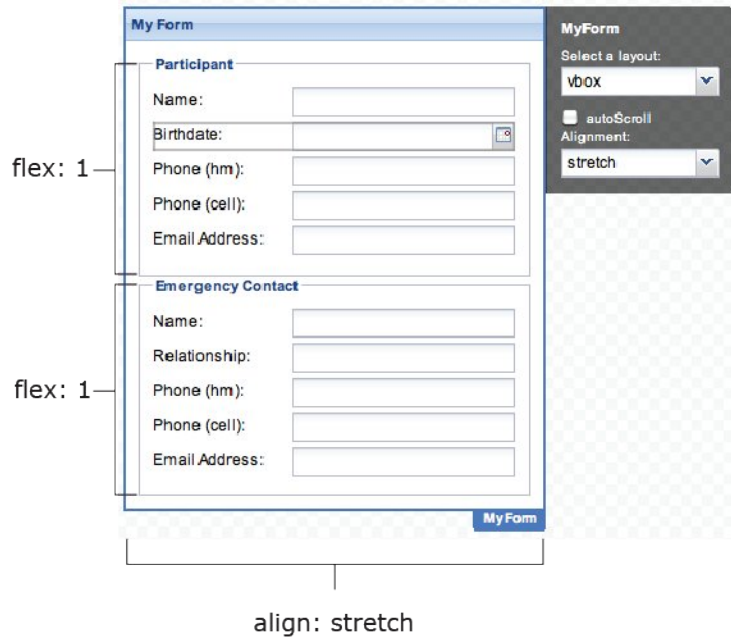 My Form
MyForm
Select a layout:
vbox
autoScroll
Alignment:
stretch
Participant
Name:
Birthdate:
Phone (hm):
Phone (cell):
Email Address:
flex: 1
Emergency Contact
Name:
Relationship:
Phone (hm):
Phone (cell):
Email Address:
flex: 1
MyForm
align: stretch